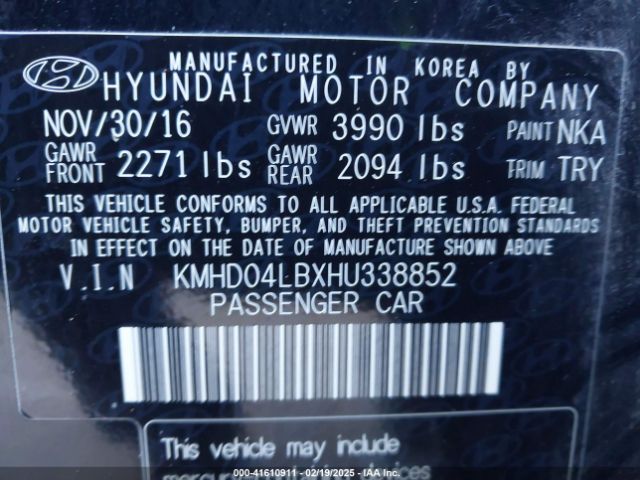 MANUFACTURED IN KOREA BY
HYUNDAI MOTOR COMPANY
NOV/30/16 GVWR 3990 lbs PAINT NKA
GAWR FRONT 2271 lbs GAWR REAR 2094 lbs TRIM TRY
THIS VEHICLE CONFORMS TO ALL APPLICABLE U.S.A. FEDERAL
MOTOR VEHICLE SAFETY, BUMPER, AND THEFT PREVENTION STANDARDS
IN EFFECT ON THE DATE OF MANUFACTURE SHOWN ABOVE.
V.I.N KMHD04LBXHU338852
PASSENGER CAR
This vehicle may include
000-41610911 - 02/19/2025 - IAA Inc.